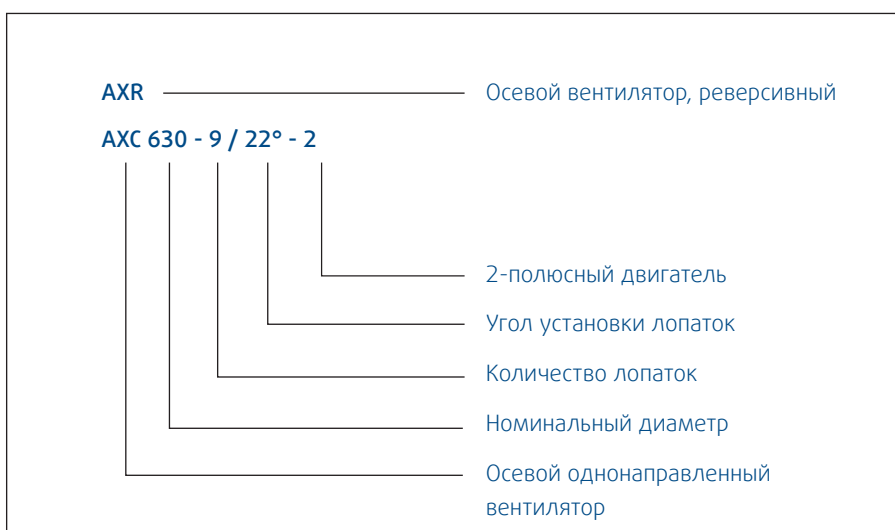 AXR Осевой вентилятор, реверсивный
AXC 630 - 9 / 22° - 2
2-полюсный двигатель
Угол установки лопаток
Количество лопаток
Номинальный диаметр
Осевой однонаправленный
вентилятор